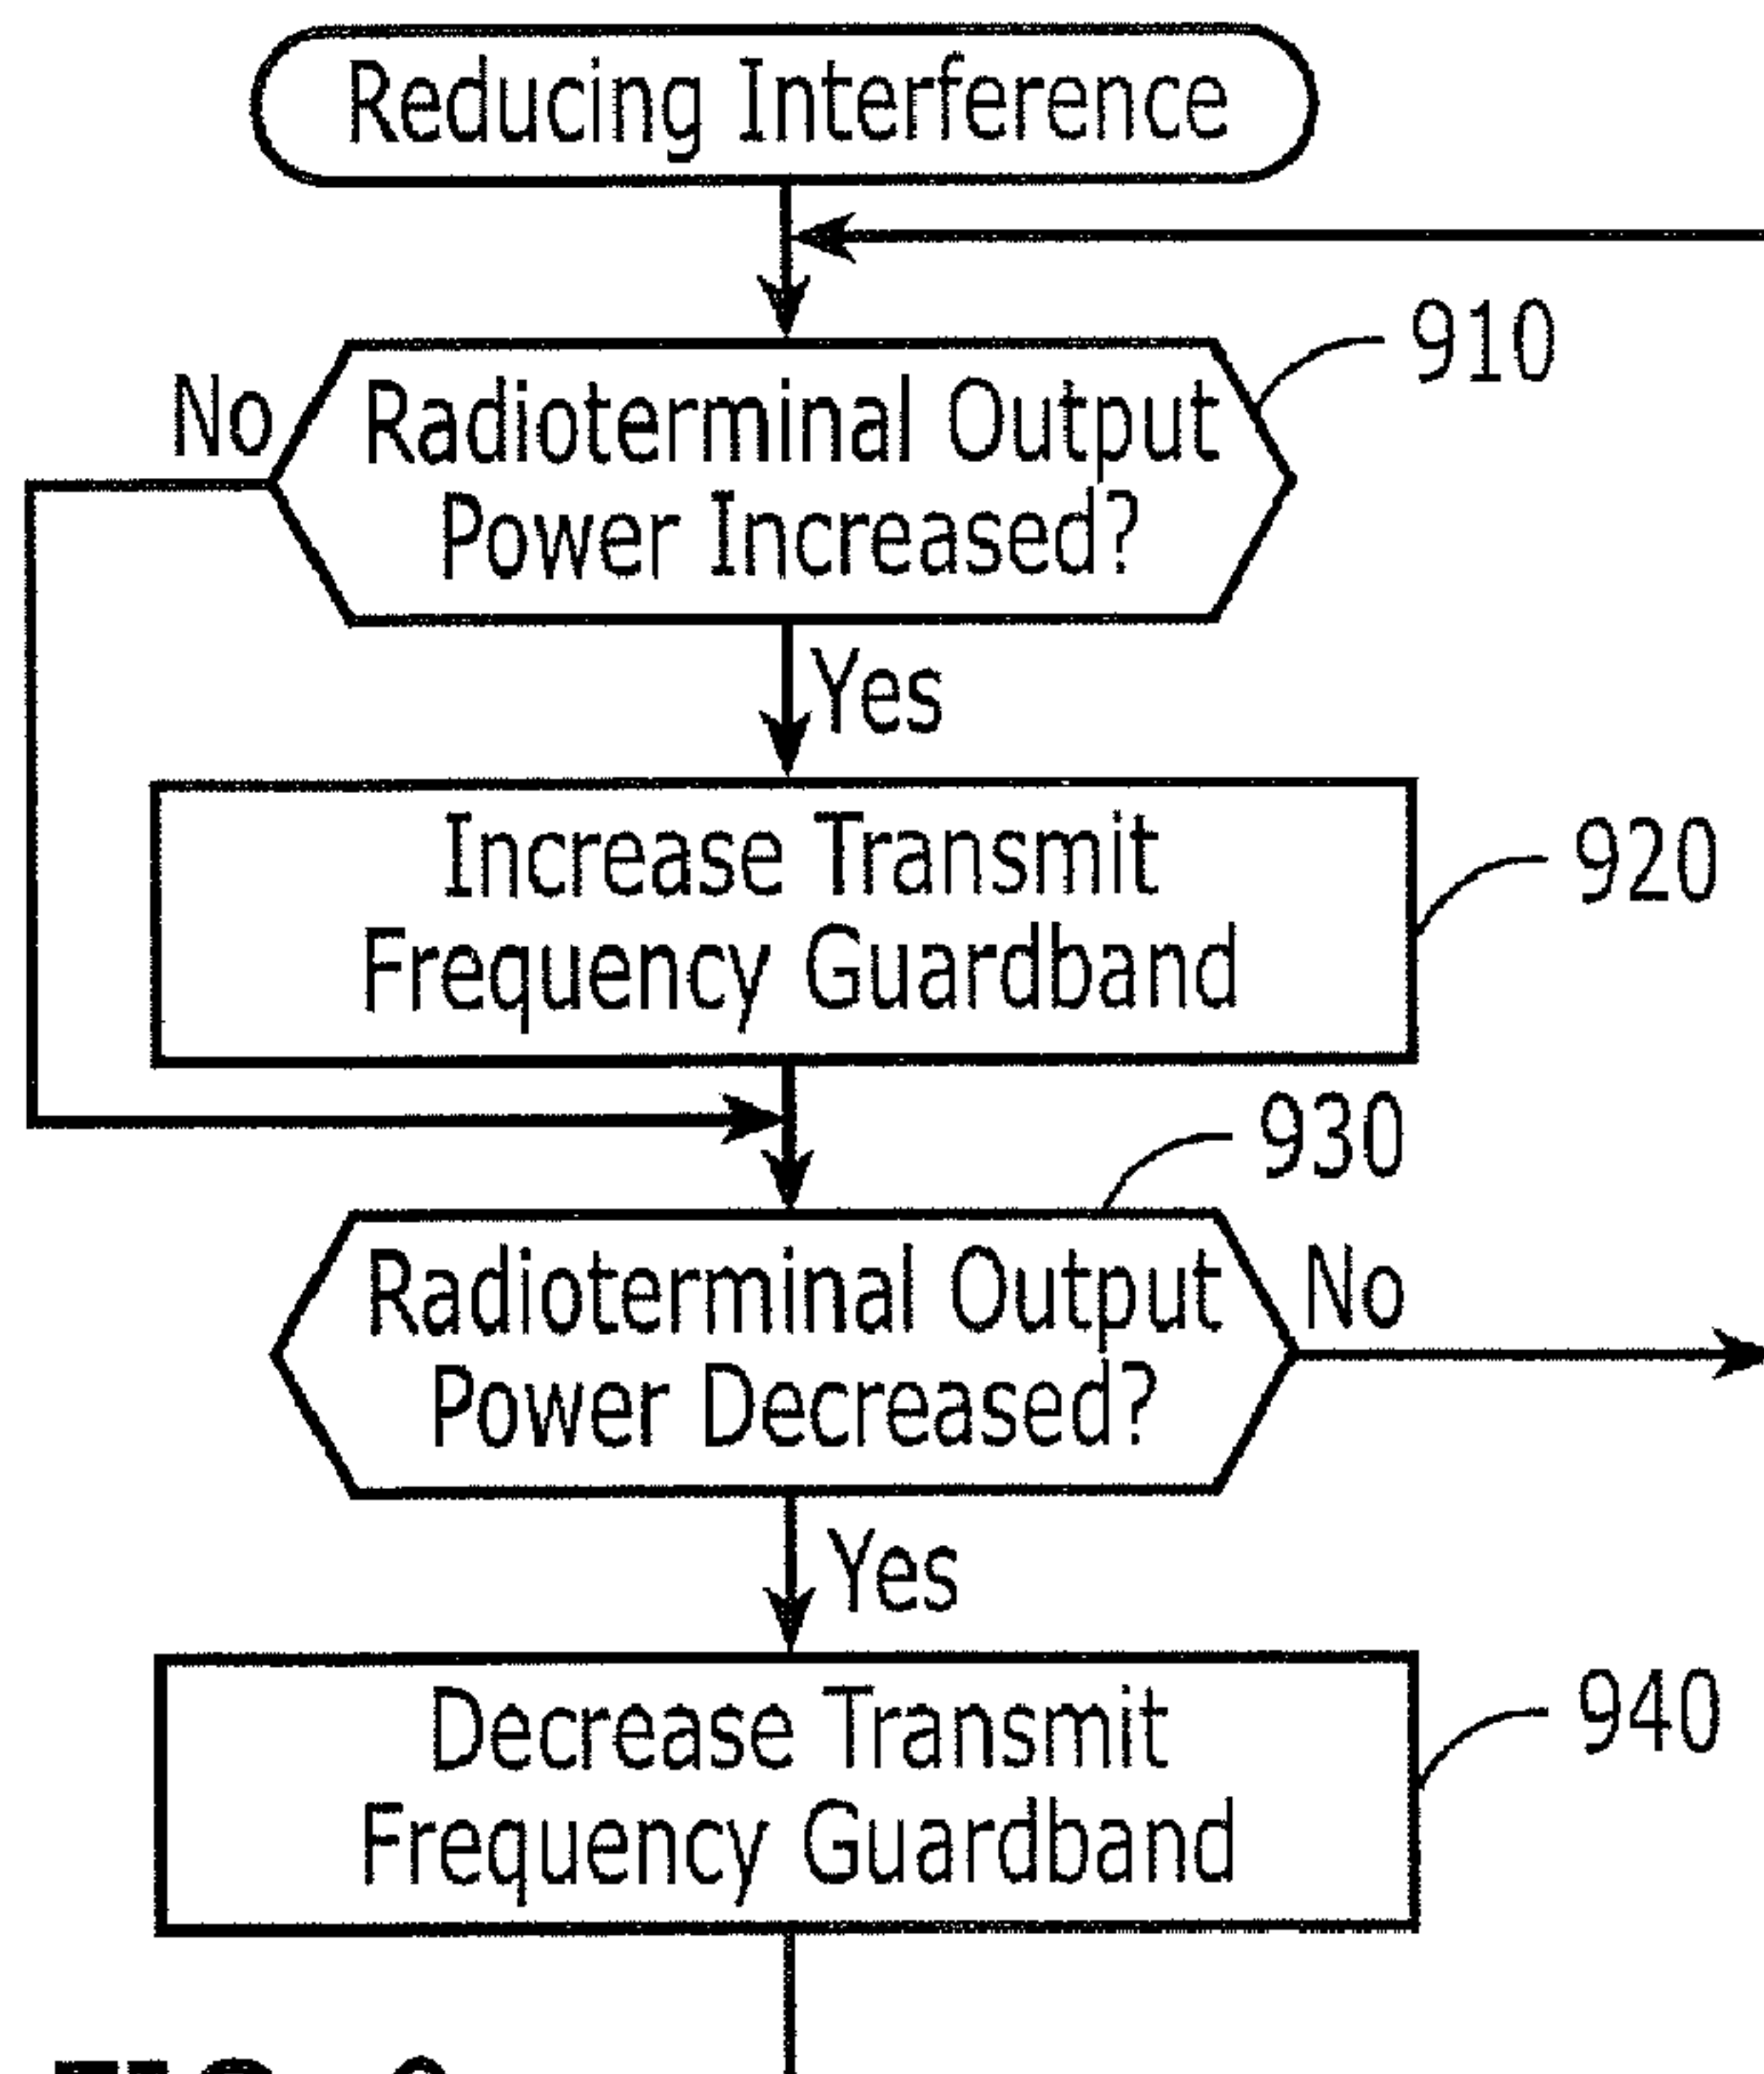 Reducing Interference
910
No
Radioterminal Output
Power Increased?
Yes
Increase Transmit
Frequency Guardband
920
930
Radioterminal Output
Power Decreased?
No
Yes
Decrease Transmit
Frequency Guardband
940